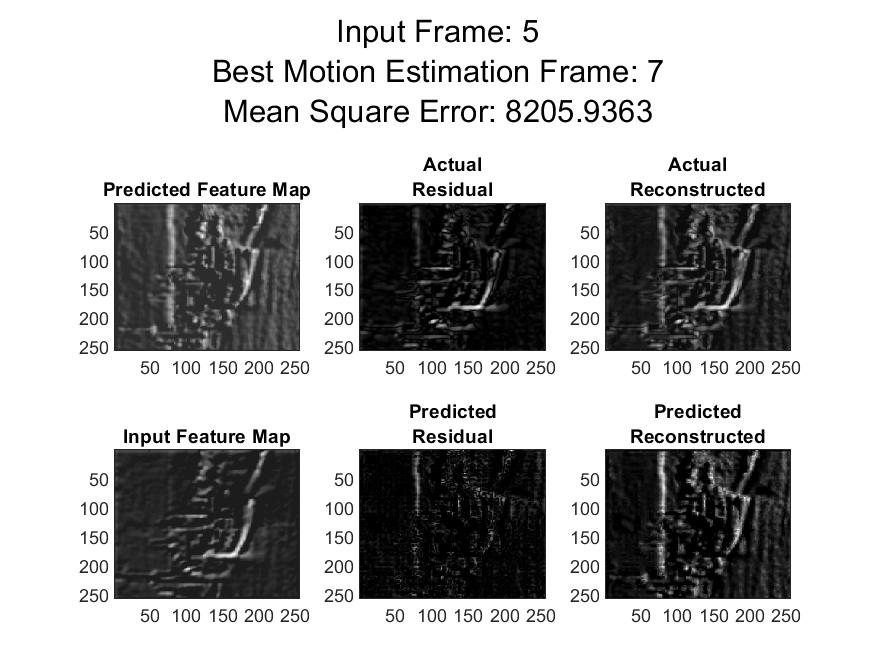 Input Frame: 5
Best Motion Estimation Frame: 7
Mean Square Error: 8205.9363
Predicted Feature Map
50
100
150
200
250
50 100 150 200 250
Actual
Residual
50
100
150
200
250
50 100 150 200 250
Actual
Reconstructed
50
100
150
200
250
50 100 150 200 250
Input Feature Map
50
100
150
200
250
50 100 150 200 250
Predicted
Residual
50
100
150
200
250
50 100 150 200 250
Predicted
Reconstructed
50
100
150
200
250
50 100 150 200 250